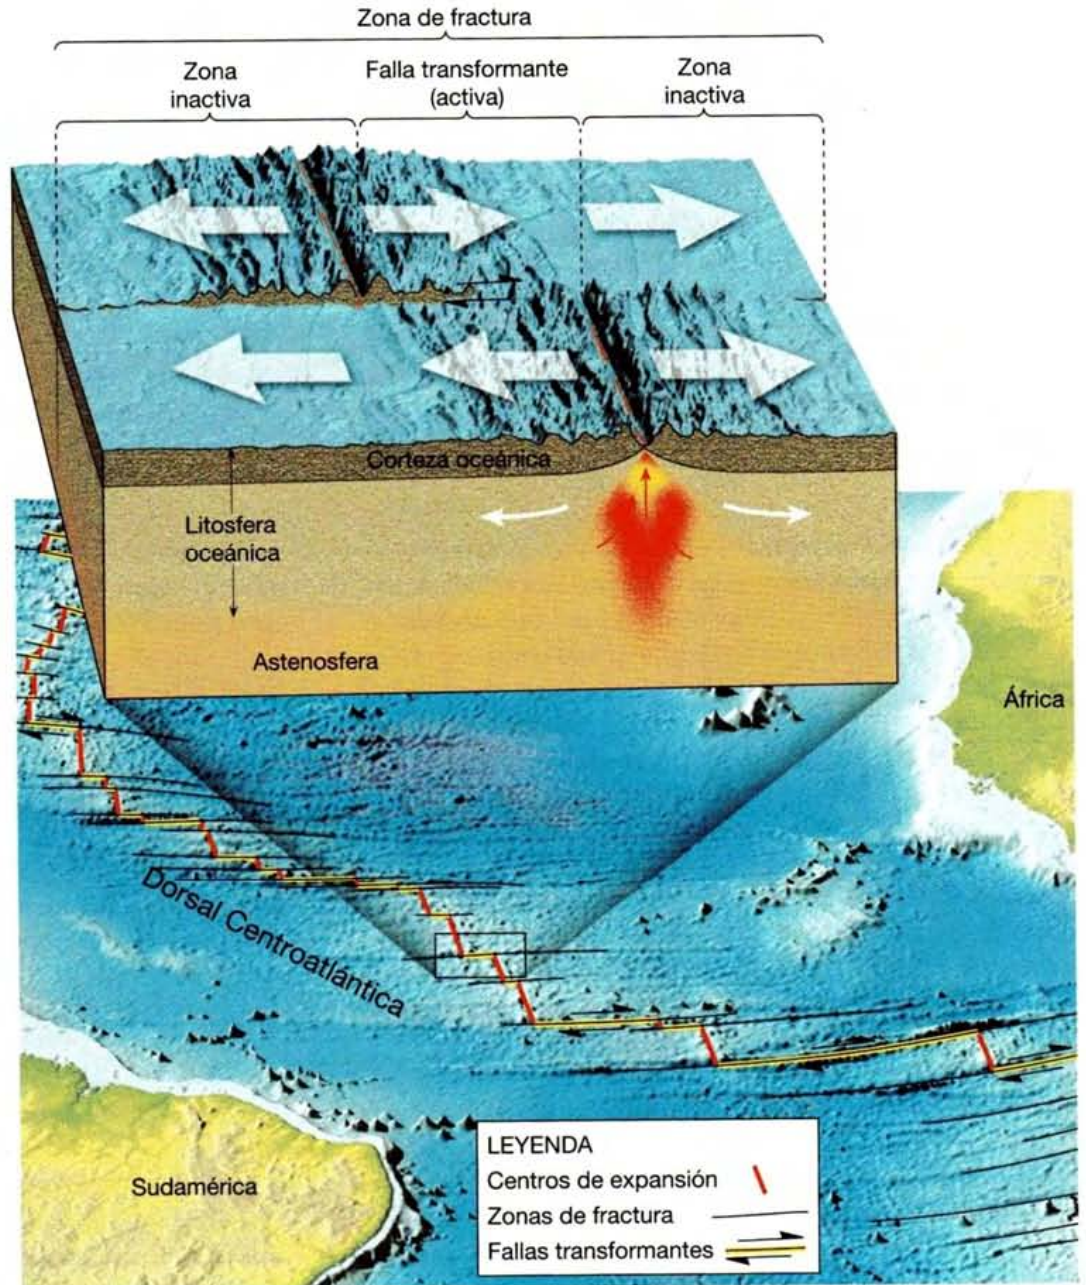 Zona de fractura
Zona
inactiva
Falla transformante
(activa)
Zona
inactiva
Corteza oceánica
Litosfera
oceánica
Astenosfera
África
Dorsal Centroatlántica
Sudamérica
LEYENDA
Centros de expansión
Zonas de fractura
Fallas transformantes